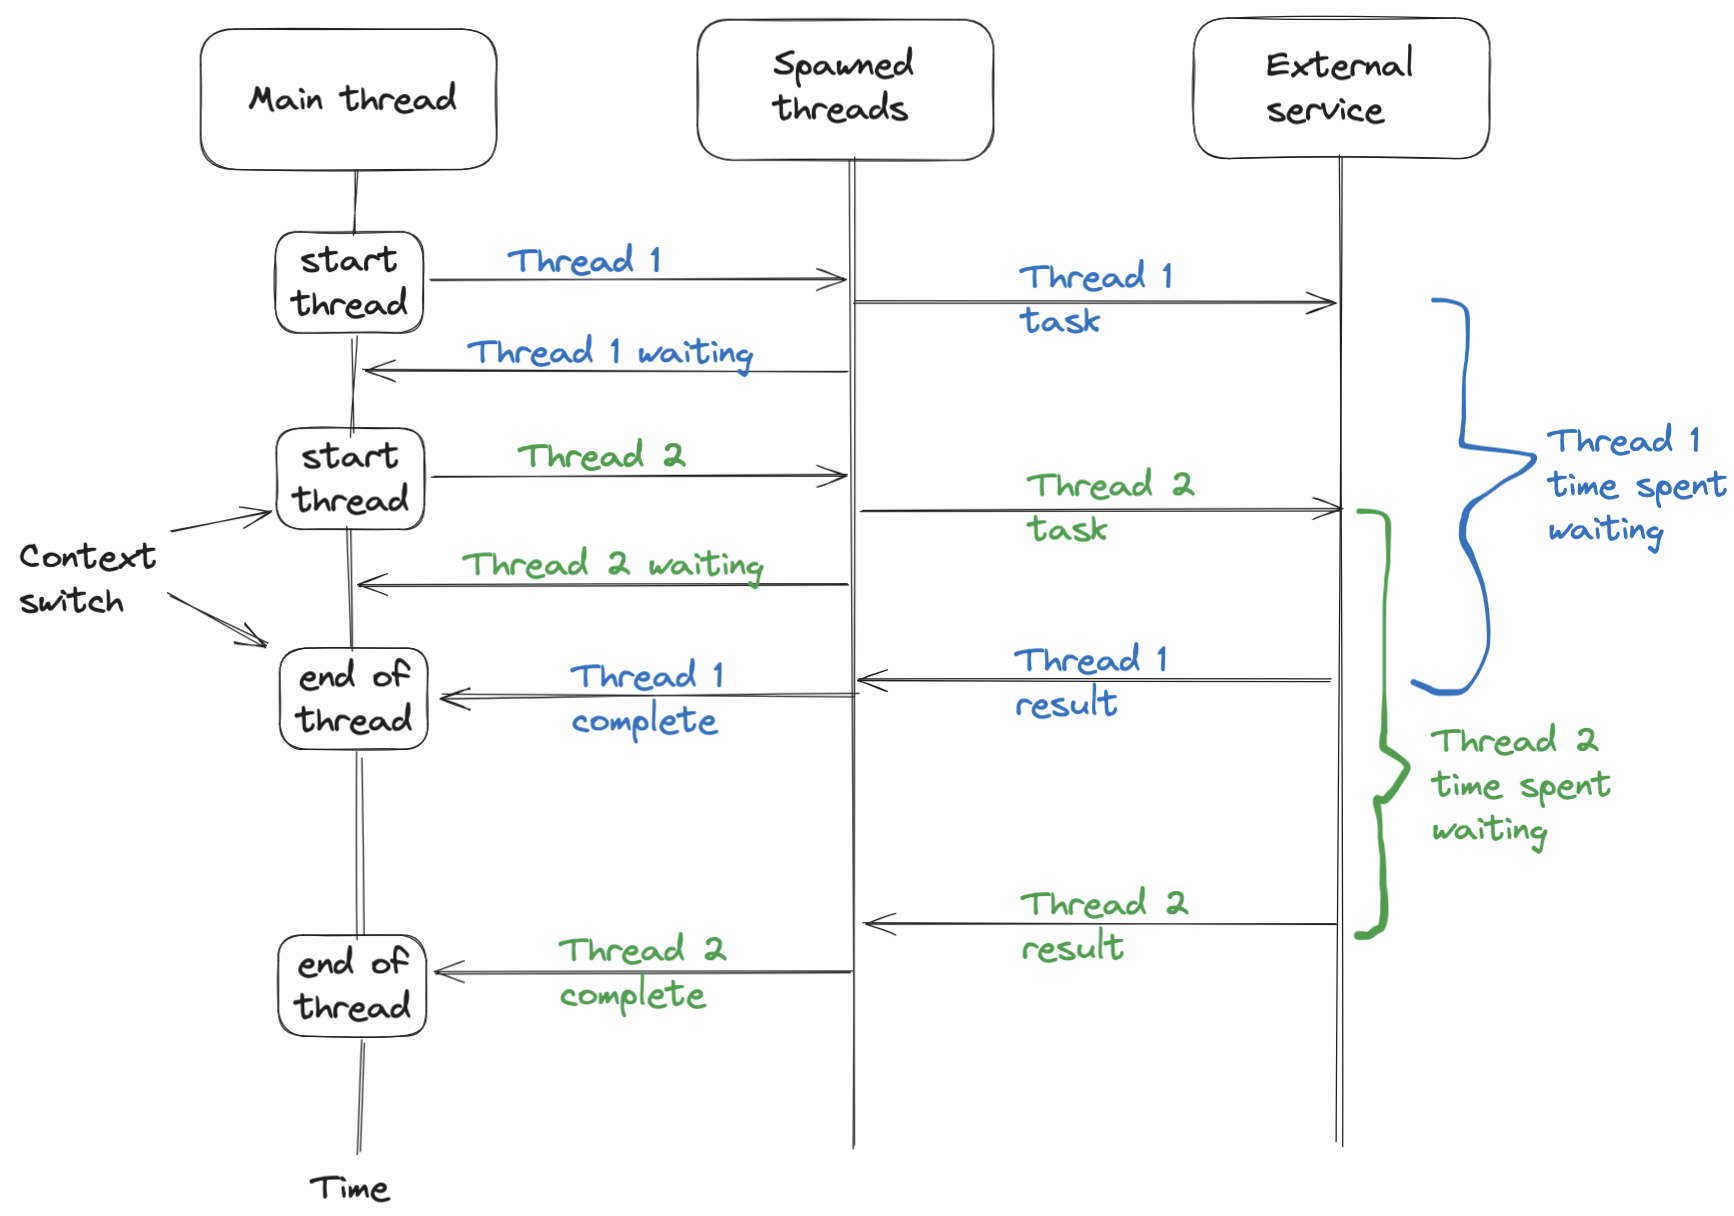 Main thread
Spawned
threads
External
service
start
thread
Thread 1
Thread 1
task
Thread 1 waiting
start
thread
Thread 2
Thread 2
task
Thread 1
time spent
waiting
Context
switch
Thread 2 waiting
end of
thread
Thread 1
complete
Thread 1
result
Thread 2
time spent
waiting
Thread 2
result
end of
thread
Thread 2
complete
Time